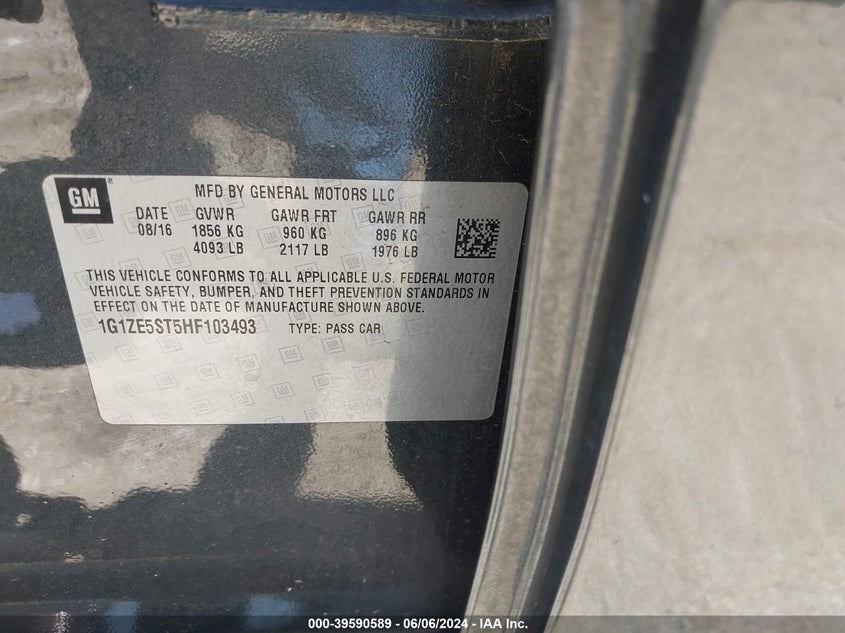 GM ®
MFD BY GENERAL MOTORS LLC
DATE GVWR GAWR FRT GAWR RR
08/16 1856 KG 960 KG 896 KG
4093 LB 2117 LB 1976 LB
THIS VEHICLE CONFORMS TO ALL APPLICABLE U.S. FEDERAL MOTOR
VEHICLE SAFETY, BUMPER, AND THEFT PREVENTION STANDARDS IN
EFFECT ON THE DATE OF MANUFACTURE SHOWN ABOVE.
1G1ZE5ST5HF103493 TYPE: PASS CAR
000-39590589 - 06/06/2024 - IAA Inc.